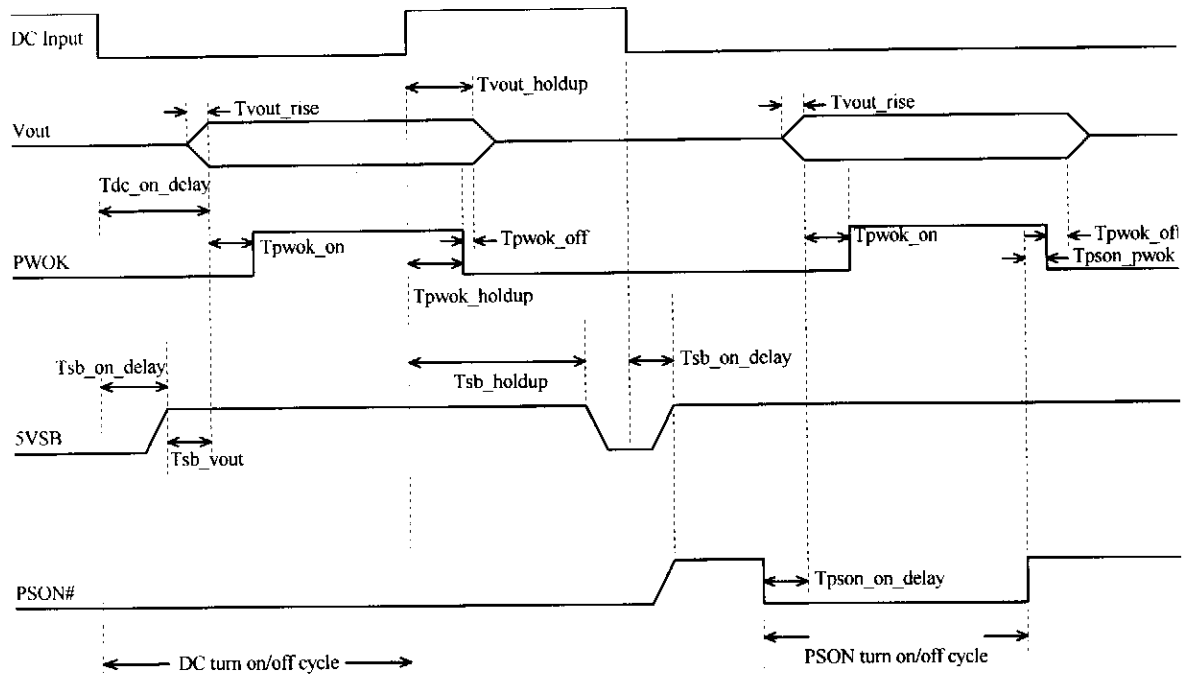 DC Input
Tvout_holdup
Tvout_rise
Tvout_rise
Vout
Tdc_on_delay
Tpwok_on
Tpwok_off
Tpwok_on
Tpwok_off
PWOK
Tpson_pwok
Tpwok_holdup
Tsb_on_delay
Tsb_holdup
Tsb_on_delay
5VSB
Tsb_vout
PSON#
Tpson_on_delay
DC turn on/off cycle
PSON turn on/off cycle